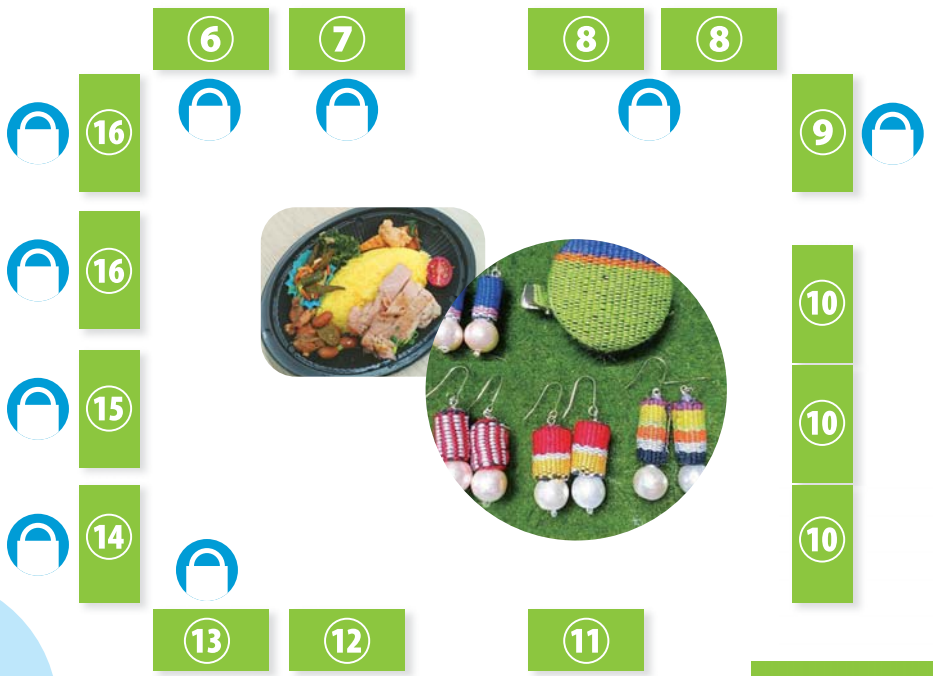 ⑥ ⑦ ⑧ ⑧
⑯ ⑨
⑯ ⑩
⑮ ⑩
⑭ ⑩
⑬ ⑫ ⑪